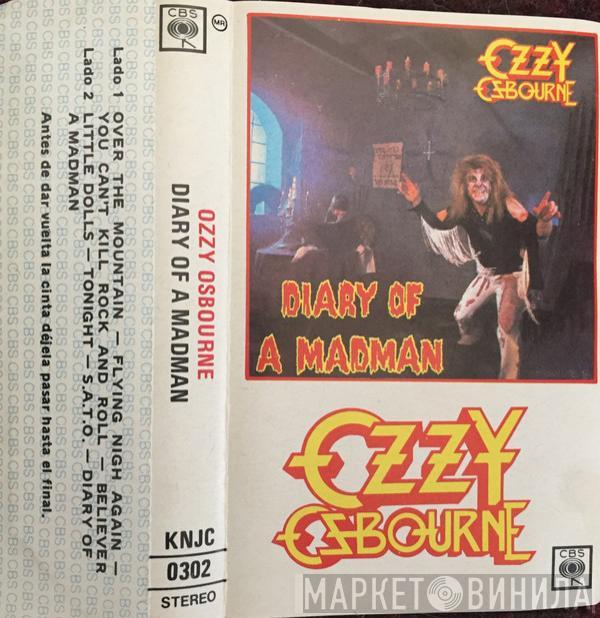 Lado 1 OVER THE MOUNTAIN — FLYING NIGH AGAIN —
YOU CAN'T KILL ROCK AND ROLL — BELIEVER
Lado 2 LITTLE DOLLS — TONIGHT — S.A.T.O. — DIARY OF
A MADMAN
Antes de dar vuelta la cinta déjela pasar hasta el final.
CBS
MR
OZZY OSBOURNE
DIARY OF A MADMAN
KNJC
0302
STEREO
OZZY
OSBOURNE
DIARY OF
A MADMAN
OZZY
OSBOURNE
CBS
МАРКЕТ ВИНИЛА